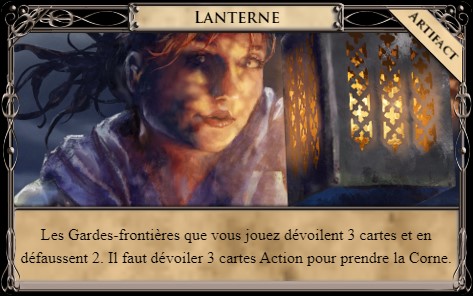 LANTERNE
ARTIFACT
Les Gardes-frontières que vous jouez dévoilent 3 cartes et en
défaussent 2. Il faut dévoiler 3 cartes Action pour prendre la Corne.